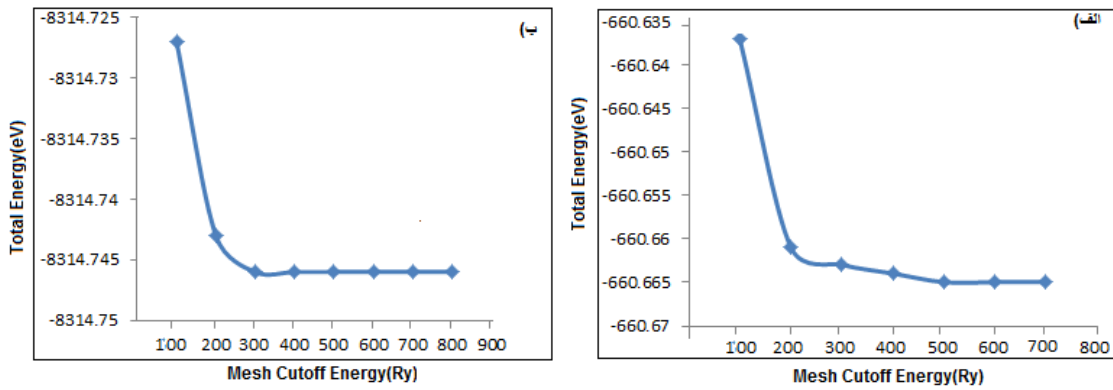 ب)
-8314.725
-8314.73
-8314.735
-8314.74
-8314.745
-8314.75
100 200 300 400 500 600 700 800 900
Total Energy(eV)
Mesh Cutoff Energy(Ry)
الف)
-660.635
-660.64
-660.645
-660.65
-660.655
-660.66
-660.665
-660.67
100 200 300 400 500 600 700 800
Total Energy(eV)
Mesh Cutoff Energy(Ry)